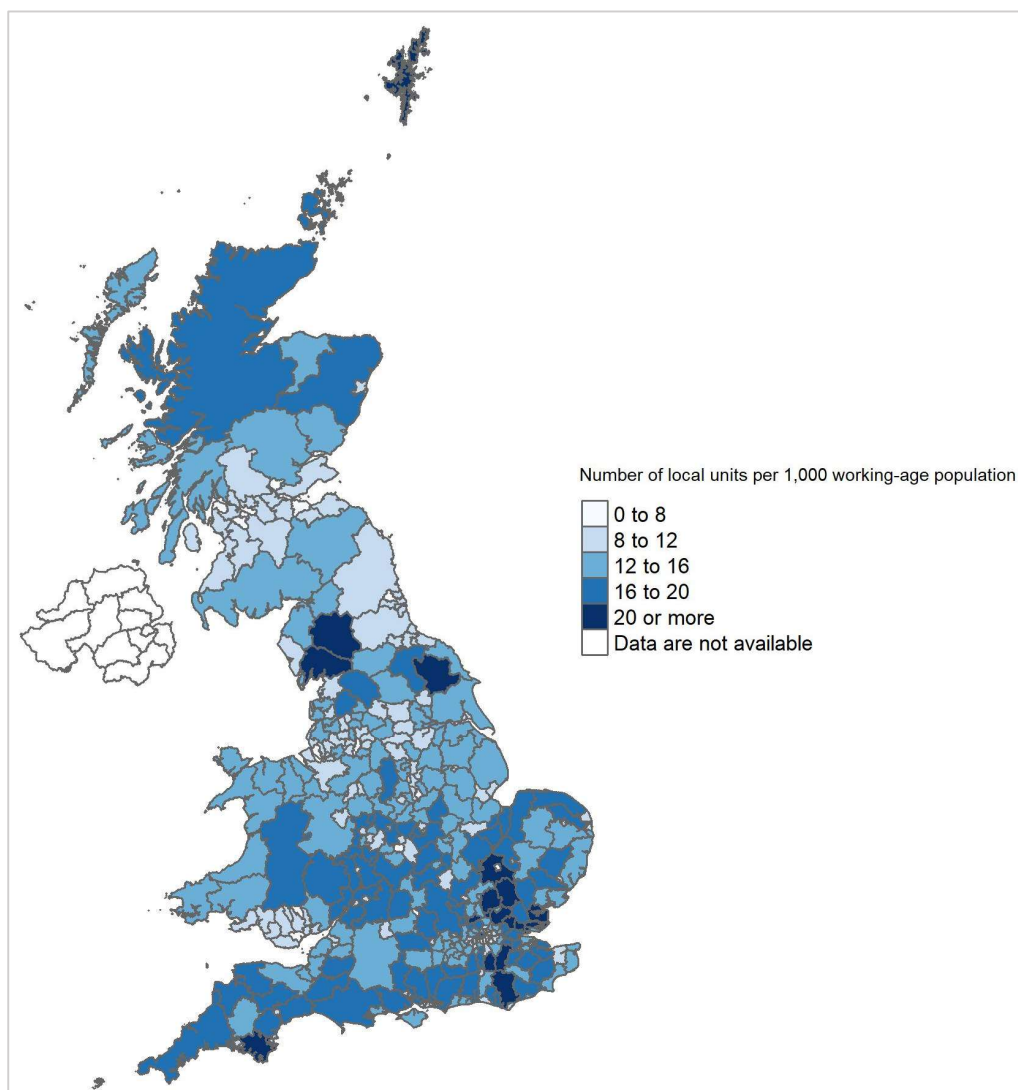 Number of local units per 1,000 working-age population
0 to 8
8 to 12
12 to 16
16 to 20
20 or more
Data are not available